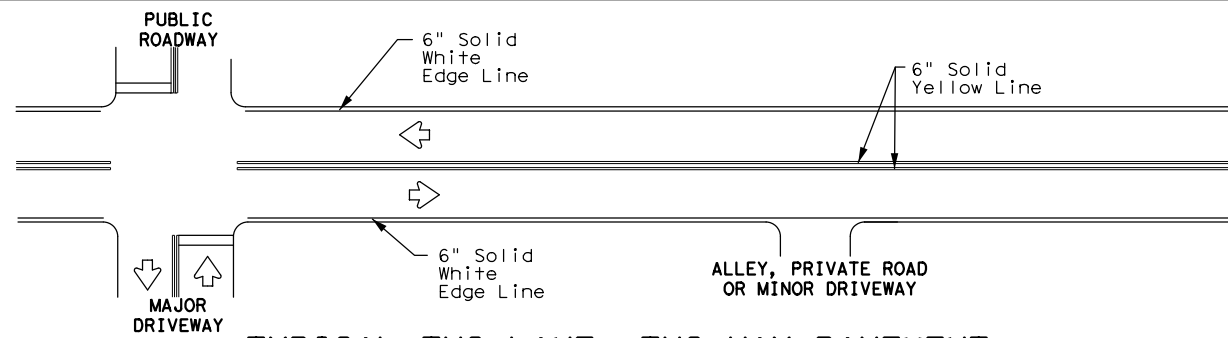 PUBLIC
ROADWAY
6" Solid
White
Edge Line
6" Solid
Yellow Line
6" Solid
White
Edge Line
ALLEY, PRIVATE ROAD
OR MINOR DRIVEWAY
MAJOR
DRIVEWAY